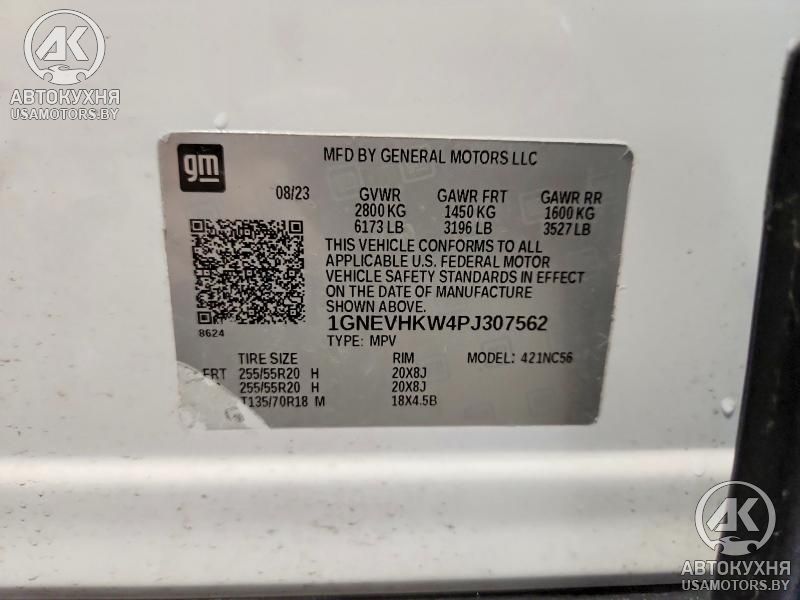 AK
АВТОКУХНЯ
USAMOTORS.BY
gm
MFD BY GENERAL MOTORS LLC
08/23 GVWR GAWR FRT GAWR RR
2800 KG 1450 KG 1600 KG
6173 LB 3196 LB 3527 LB
THIS VEHICLE CONFORMS TO ALL
APPLICABLE U.S. FEDERAL MOTOR
VEHICLE SAFETY STANDARDS IN EFFECT
ON THE DATE OF MANUFACTURE
SHOWN ABOVE.
8624
1GNEVHKW4PJ307562
TYPE: MPV
TIRE SIZE RIM MODEL: 421NC56
FRT 255/55R20 H 20X8J
255/55R20 H 20X8J
T135/70R18 M 18X4.5B
AK
АВТОКУХНЯ
USAMOTORS.BY